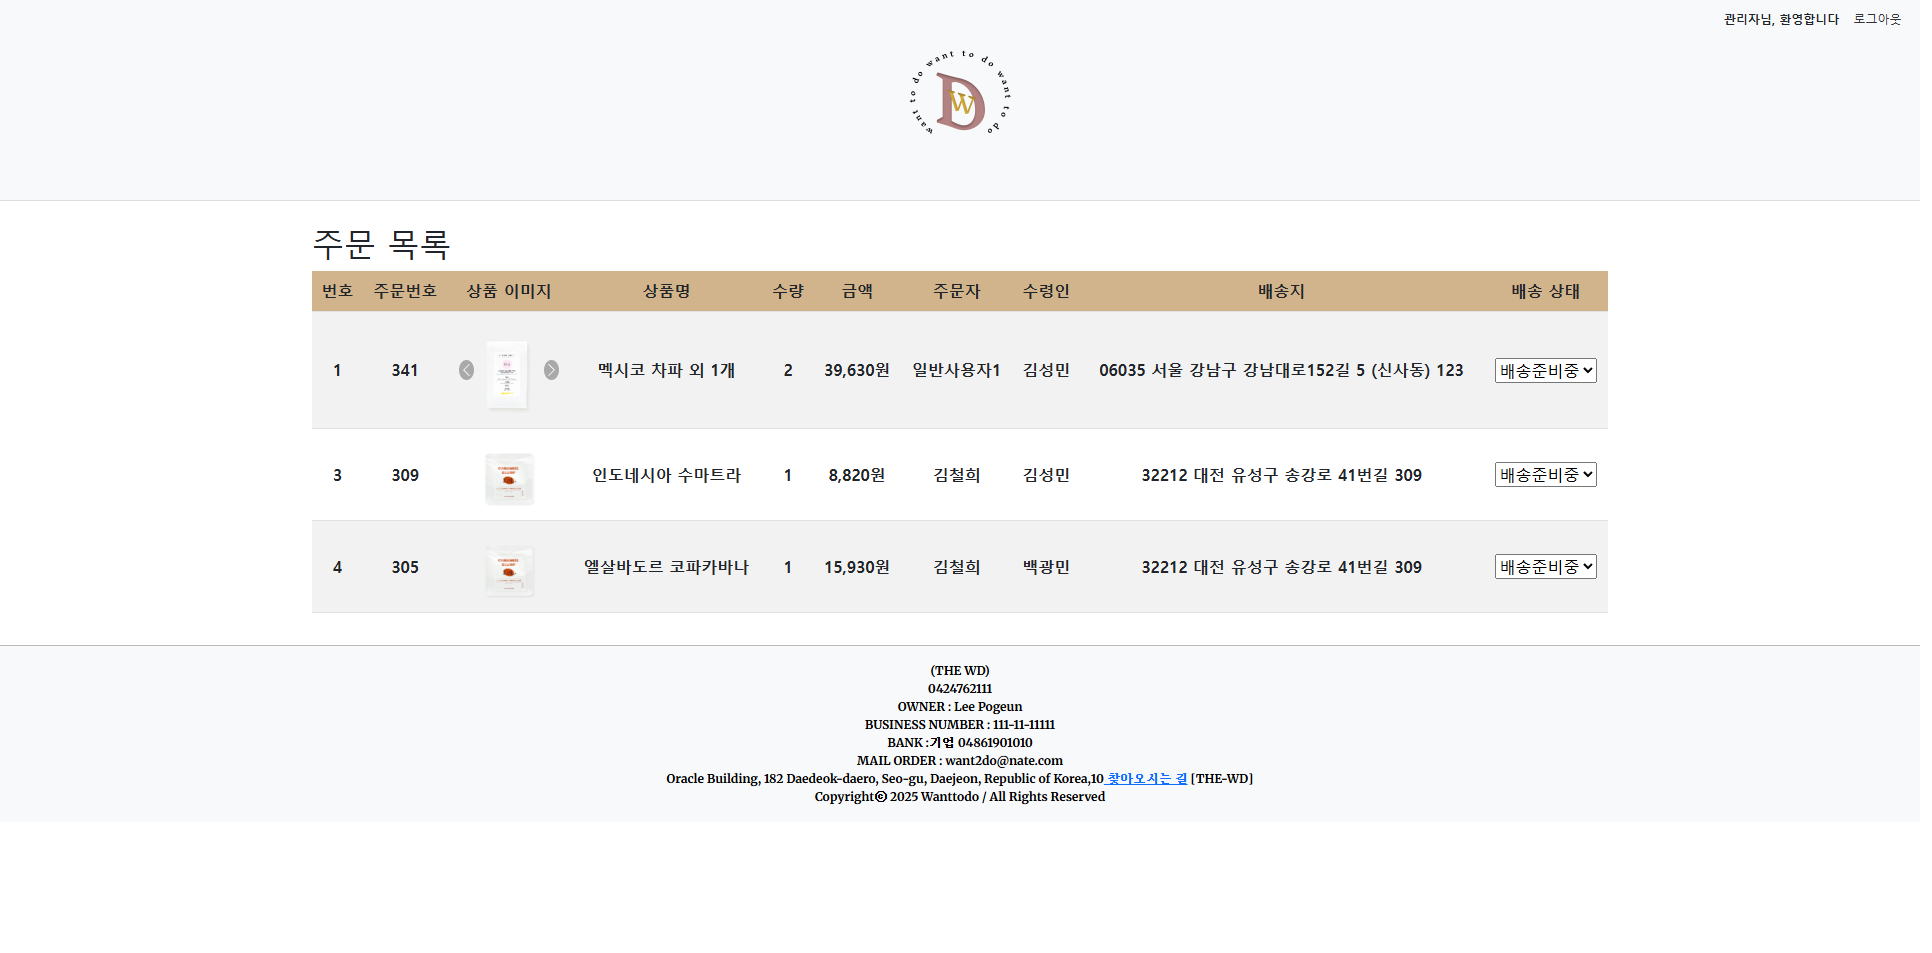 관리자님, 환영합니다 로그아웃
want to do want to do want to do
D W
주문 목록
번호 주문번호 상품 이미지 상품명 수량 금액 주문자 수령인 배송지 배송 상태
1 341 멕시코 차파 외 1개 2 39,630원 일반사용자1 김성민 06035 서울 강남구 강남대로152길 5 (신사동) 123 배송준비중
3 309 인도네시아 수마트라 1 8,820원 김철희 김성민 32212 대전 유성구 송강로 41번길 309 배송준비중
4 305 엘살바도르 코파카바나 1 15,930원 김철희 백광민 32212 대전 유성구 송강로 41번길 309 배송준비중
(THE WD)
0424762111
OWNER : Lee Pogeun
BUSINESS NUMBER : 111-11-11111
BANK :기업 04861901010
MAIL ORDER : want2do@nate.com
Oracle Building, 182 Daedeok-daero, Seo-gu, Daejeon, Republic of Korea,10 찾아오시는 길 [THE-WD]
Copyrightⓒ 2025 Wanttodo / All Rights Reserved